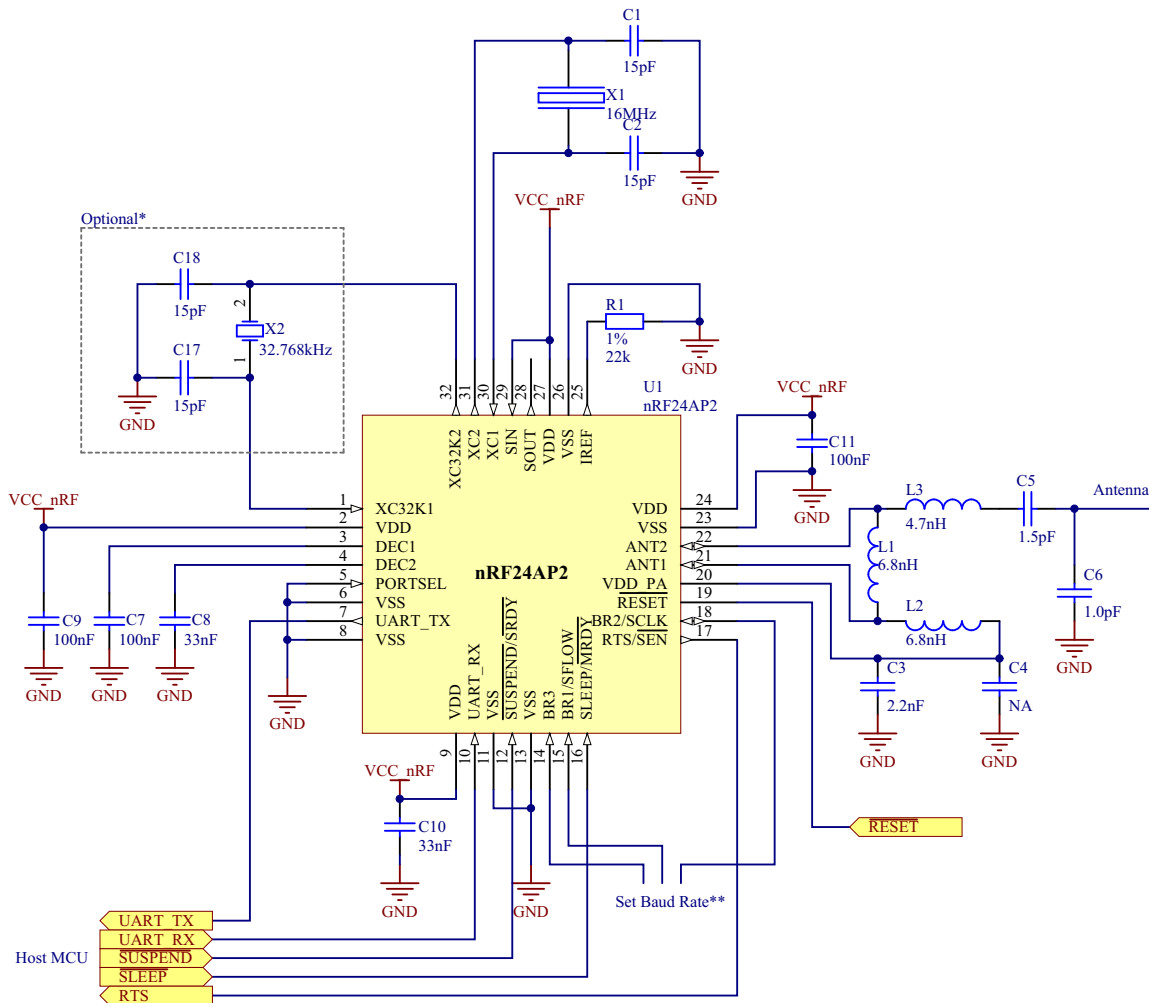 C1
15pF
X1
16MHz
C2
15pF
GND
VCC_nRF
Optional*
C18
15pF
2
X2
32.768kHz
1
C17
15pF
GND
R1
1%
22k
GND
U1
nRF24AP2
32
31
30
29
28
27
26
25
XC32K2
XC2
XC1
SIN
SOUT
VDD
VSS
IREF
VCC_nRF
C11
100nF
GND
VCC_nRF
C9
100nF
GND
C7
100nF
GND
C8
33nF
GND
1 XC32K1
2 VDD
3 DEC1
4 DEC2
5 PORTSEL
6 VSS
7 UART_TX
8 VSS
GND
nRF24AP2
VDD 24
VSS 23
ANT2 22
ANT1 21
VDD_PA 20
RESET 19
BR2/SCLK 18
RTS/SEN 17
L3
4.7nH
C5
1.5pF
Antenna
L1
6.8nH
L2
6.8nH
C6
1.0pF
GND
C3
2.2nF
GND
C4
NA
GND
VDD
UART_RX
VSS
SUSPEND/SRDY
VSS
BR3
BR1/SFLOW
SLEEP/MRDY
9
10
11
12
13
14
15
16
VCC_nRF
C10
33nF
GND
GND
RESET
Set Baud Rate**
Host MCU
UART_TX
UART_RX
SUSPEND
SLEEP
RTS